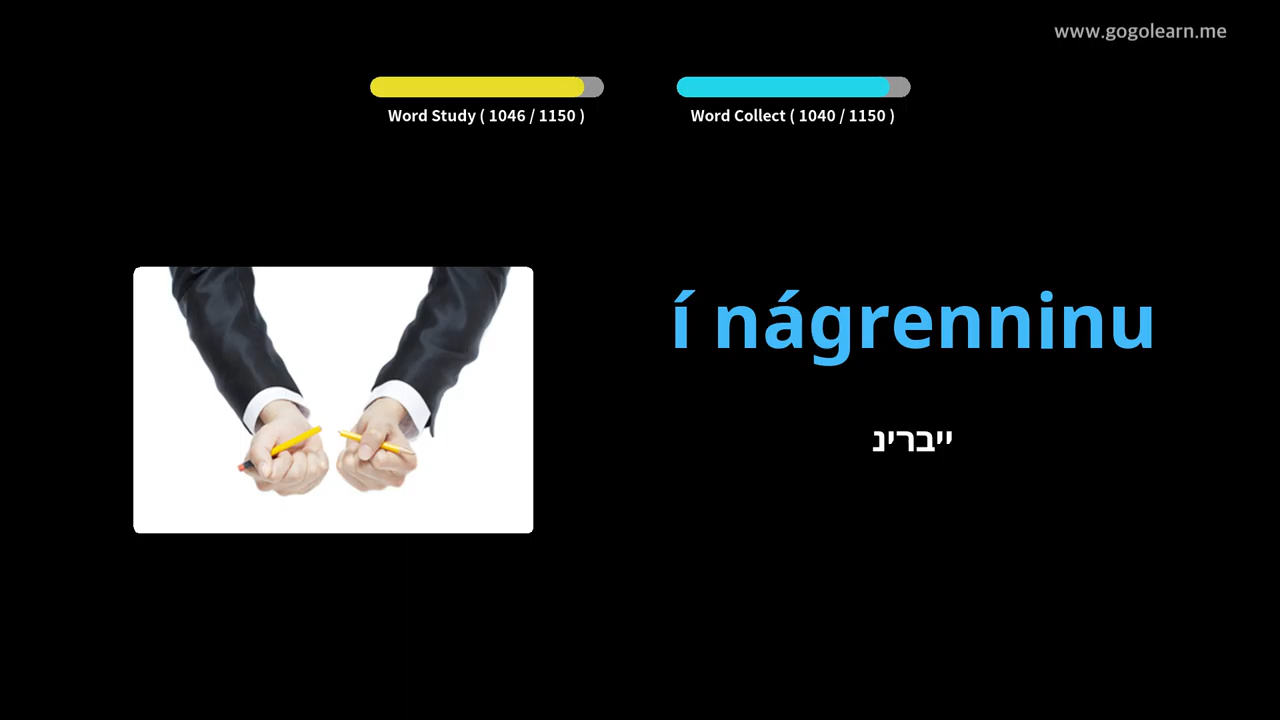 www.gogolearn.me
Word Study ( 1046 / 1150 )
Word Collect ( 1040 / 1150 )
í nágrenninu
ייברינ